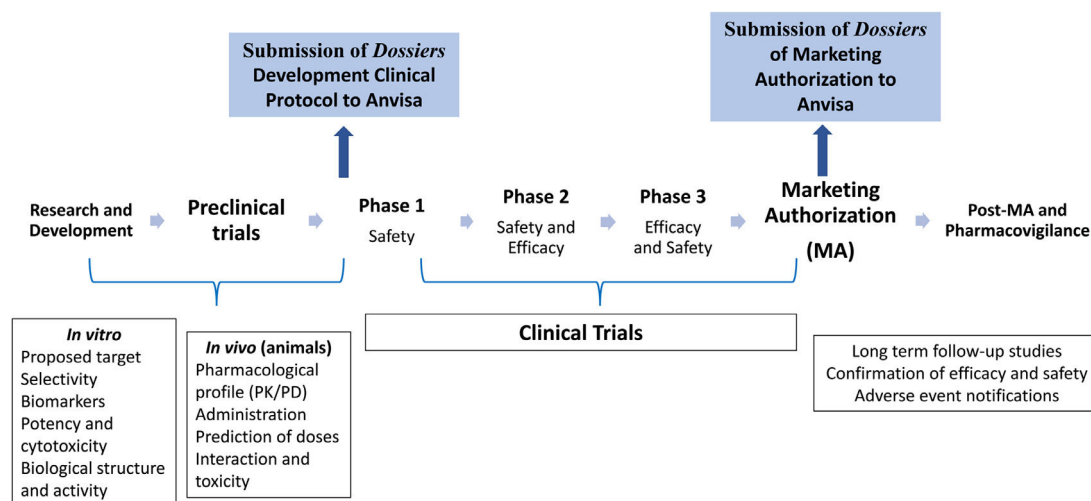 Submission of Dossiers
Development Clinical
Protocol to Anvisa
Submission of Dossiers
of Marketing
Authorization to
Anvisa
Research and
Development
Preclinical
trials
Phase 1
Safety
Phase 2
Safety and
Efficacy
Phase 3
Efficacy
and Safety
Marketing
Authorization
(MA)
Post-MA and
Pharmacovigilance
In vitro
Proposed target
Selectivity
Biomarkers
Potency and
cytotoxicity
Biological structure
and activity
In vivo (animals)
Pharmacological
profile (PK/PD)
Administration
Prediction of doses
Interaction and
toxicity
Clinical Trials
Long term follow-up studies
Confirmation of efficacy and safety
Adverse event notifications